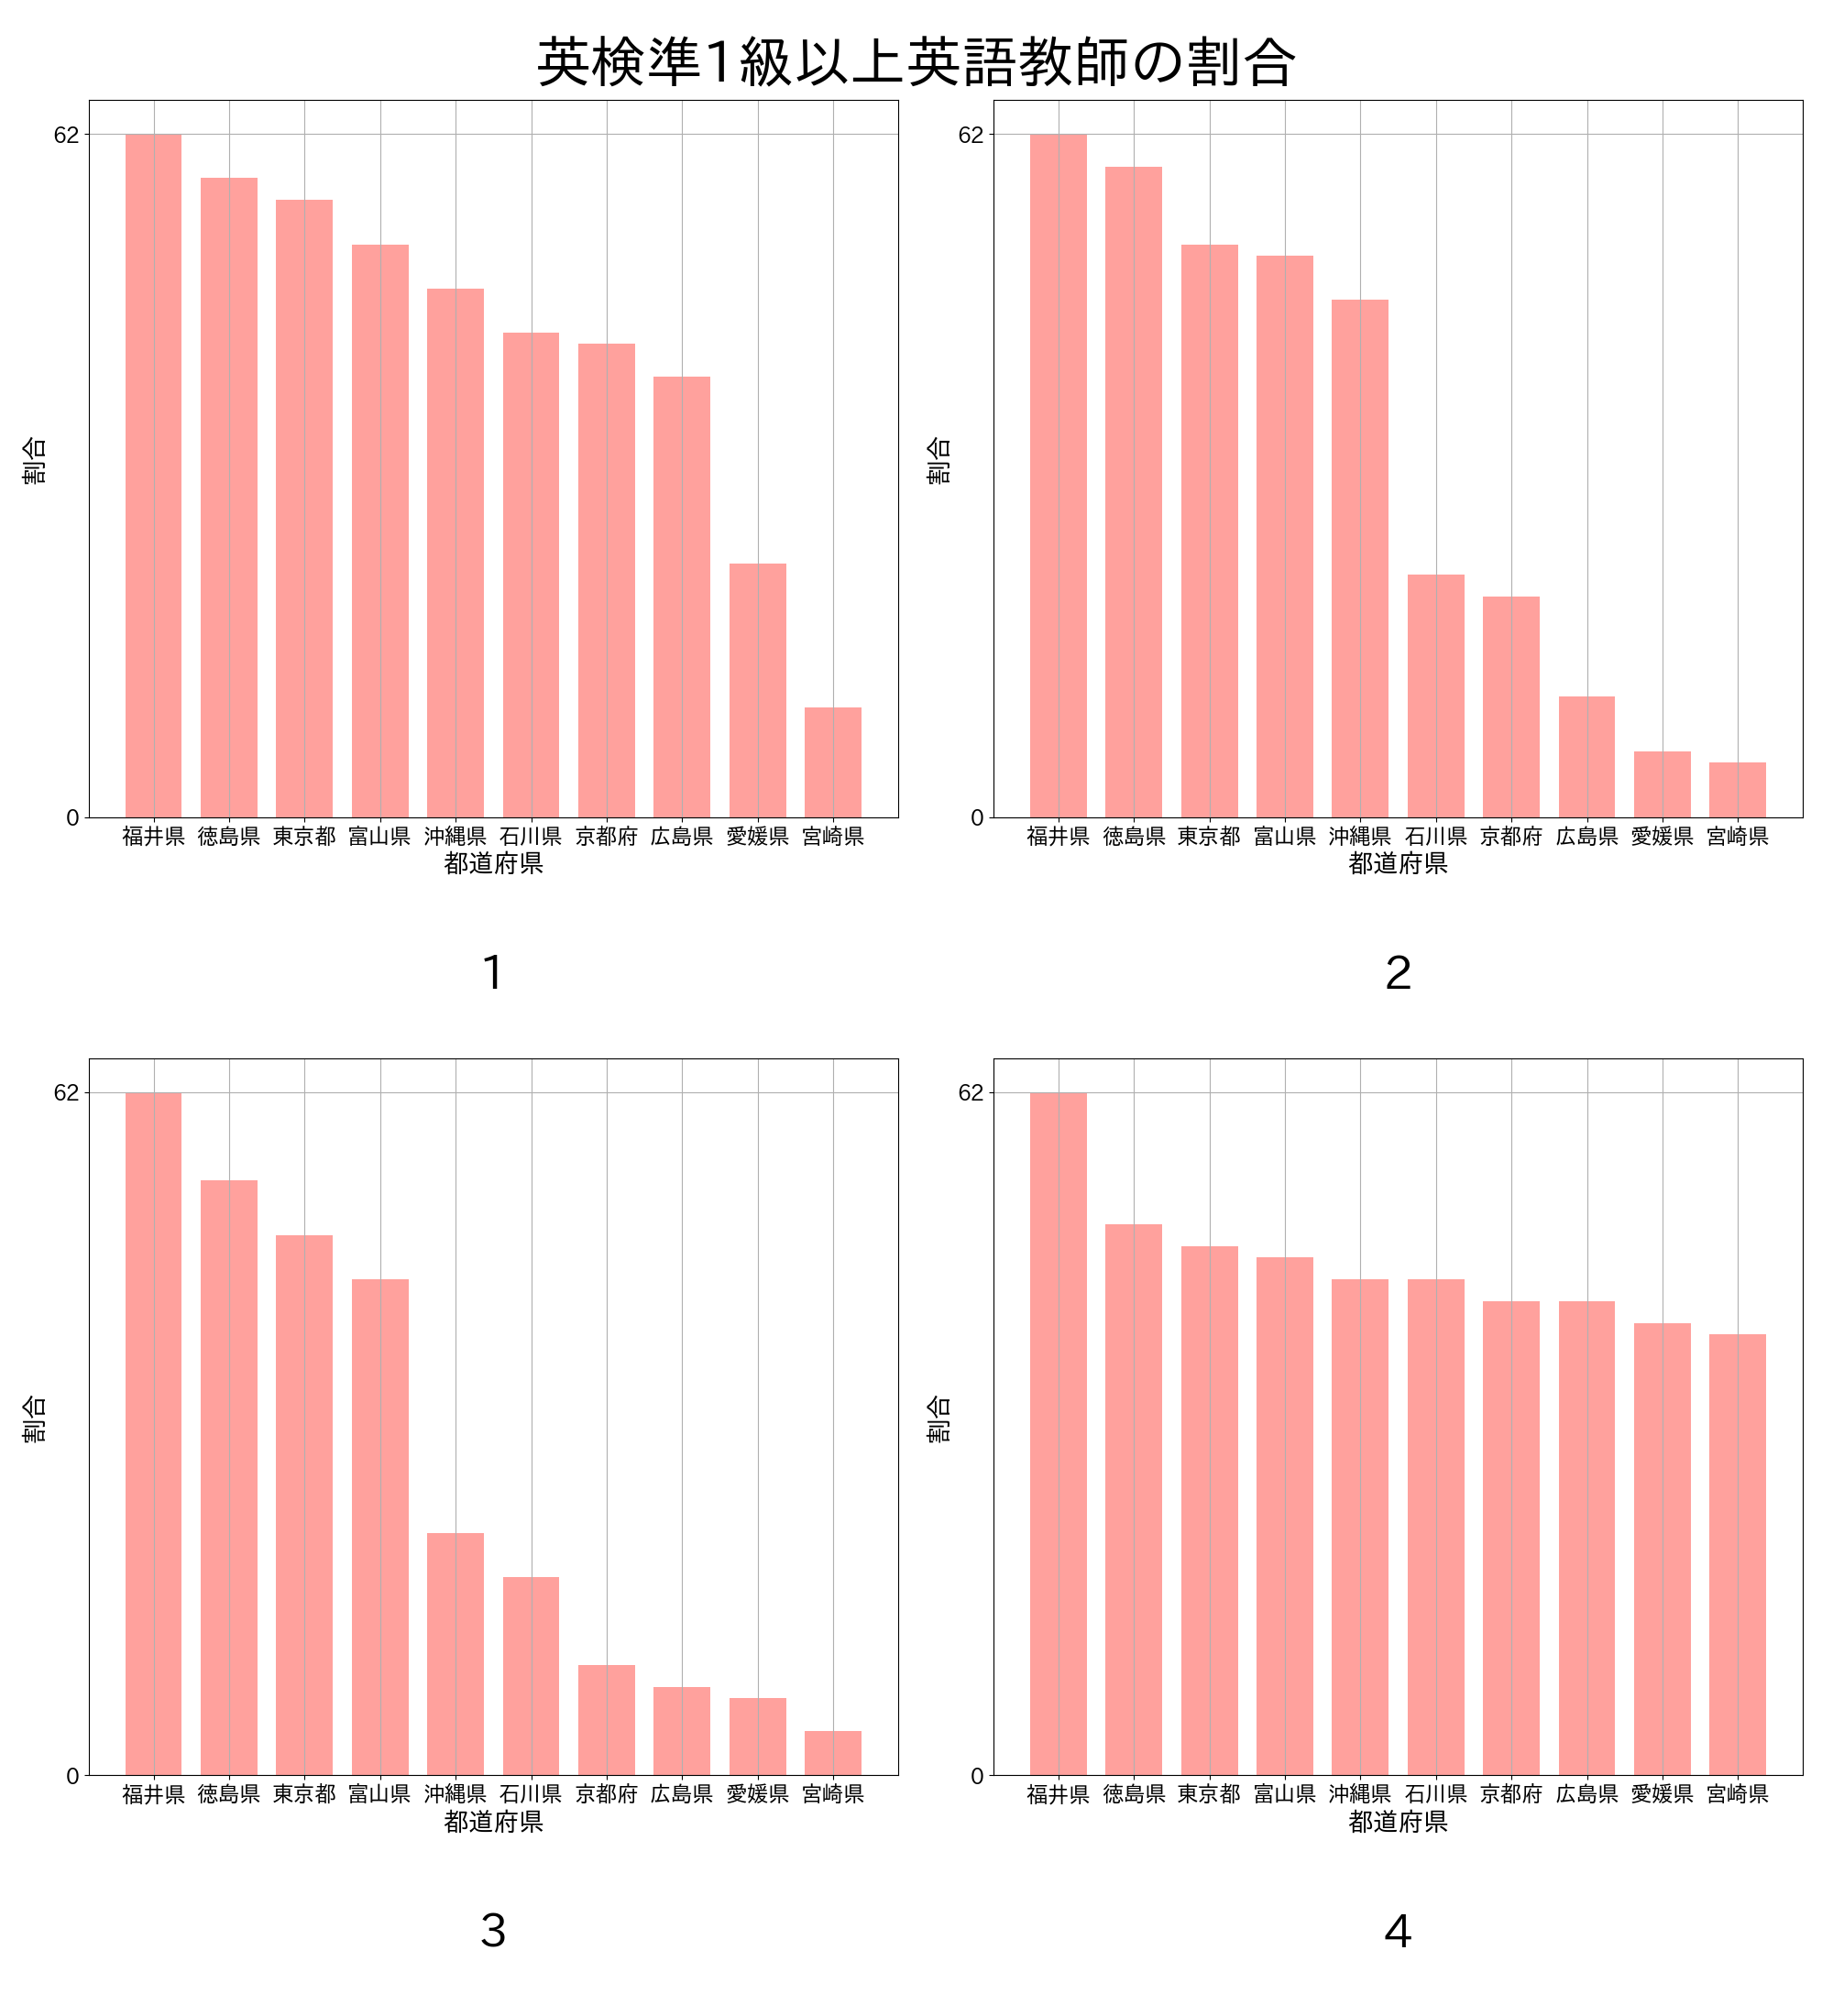 英検準1級以上英語教師の割合
62
0
割合
福井県 徳島県 東京都 富山県 沖縄県 石川県 京都府 広島県 愛媛県 宮崎県
都道府県
1
62
0
割合
福井県 徳島県 東京都 富山県 沖縄県 石川県 京都府 広島県 愛媛県 宮崎県
都道府県
2
62
0
割合
福井県 徳島県 東京都 富山県 沖縄県 石川県 京都府 広島県 愛媛県 宮崎県
都道府県
3
62
0
割合
福井県 徳島県 東京都 富山県 沖縄県 石川県 京都府 広島県 愛媛県 宮崎県
都道府県
4